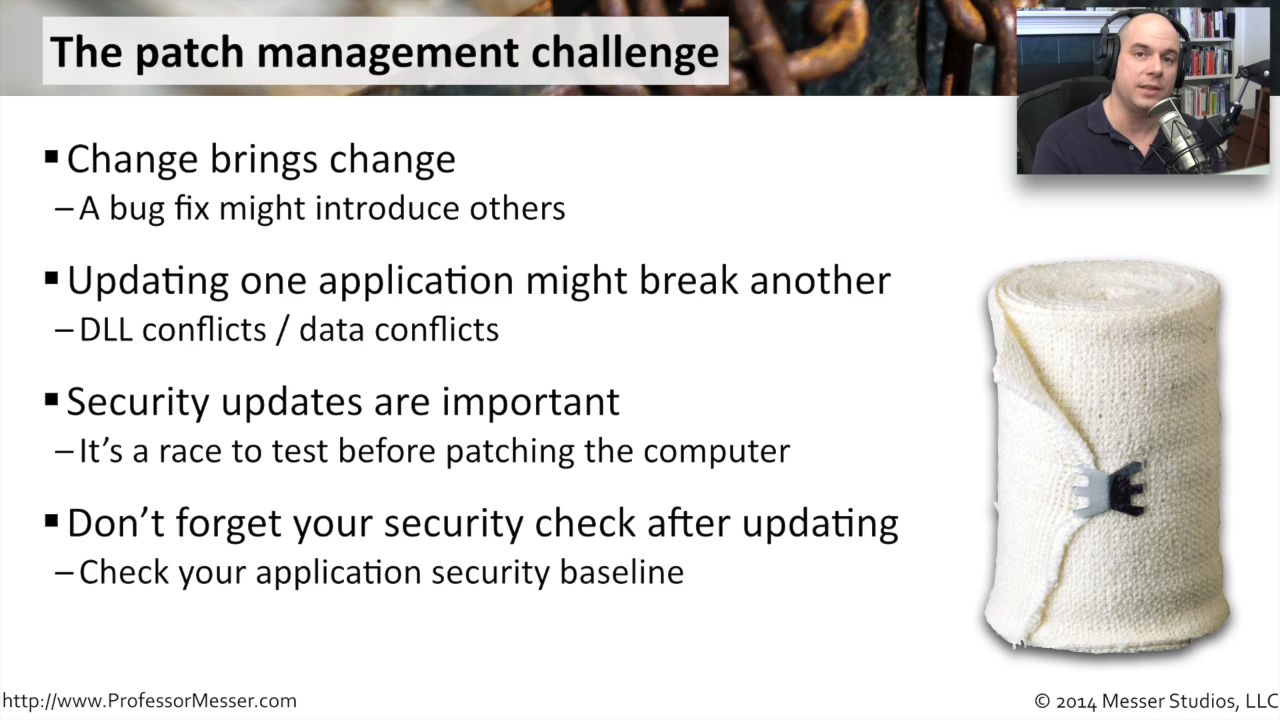 The patch management challenge
▪ Change brings change
– A bug fix might introduce others
▪ Updating one application might break another
– DLL conflicts / data conflicts
▪ Security updates are important
– It’s a race to test before patching the computer
▪ Don’t forget your security check after updating
– Check your application security baseline
http://www.ProfessorMesser.com
© 2014 Messer Studios, LLC